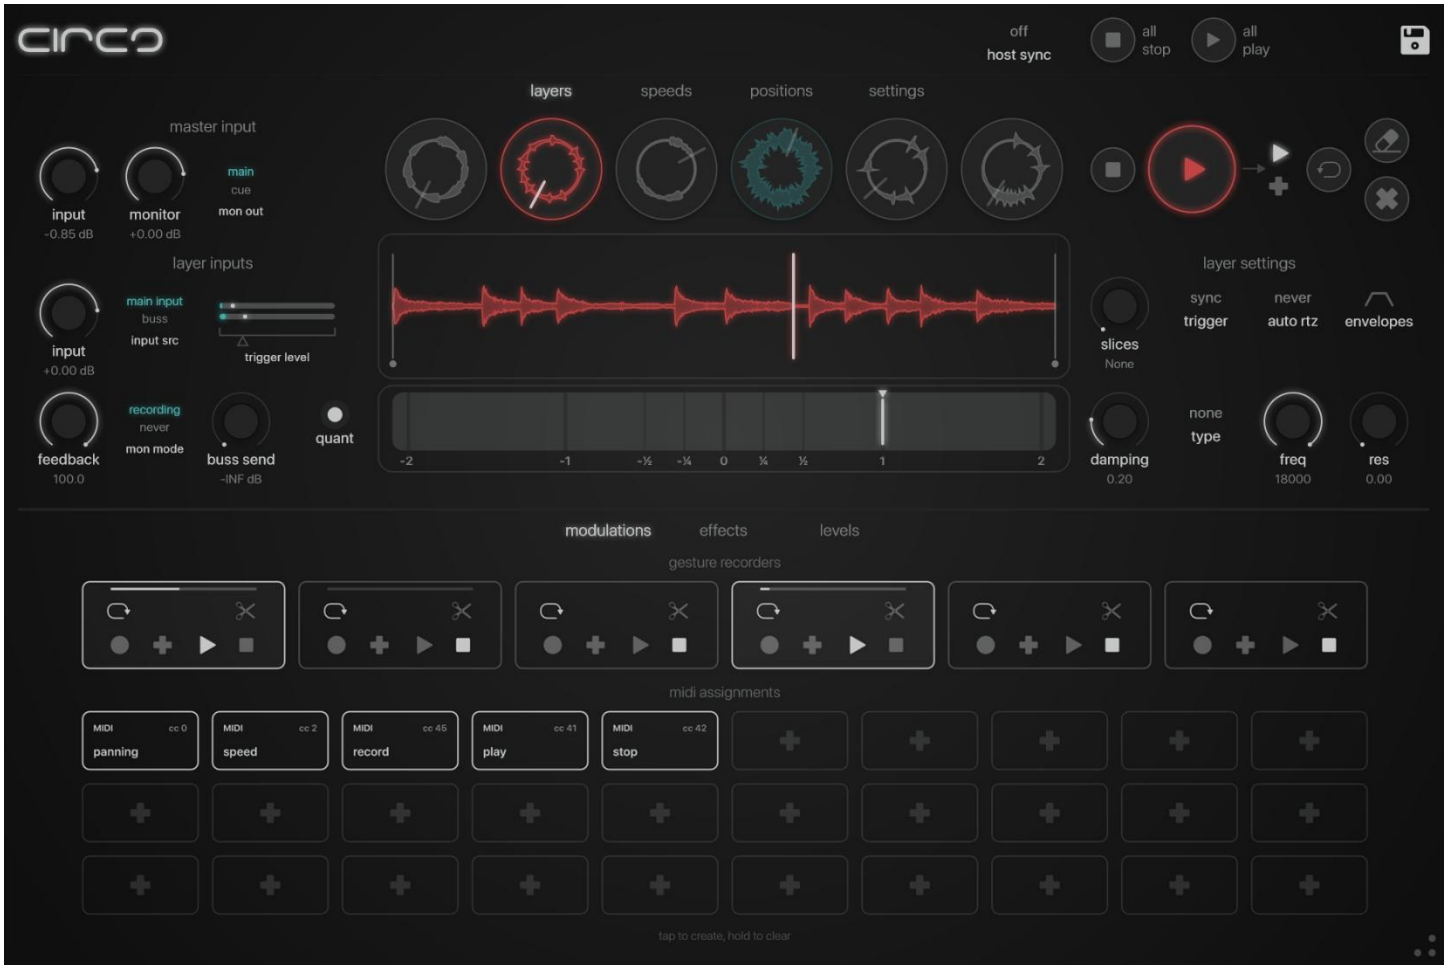 circo
off
host sync
all
stop
all
play
layers
speeds
positions
settings
master input
input
-0.85 dB
monitor
+0.00 dB
main
cue
mon out
layer inputs
input
+0.00 dB
main input
buss
input src
trigger level
feedback
100.0
recording
never
mon mode
buss send
-INF dB
quant
-2
-1
-½
-¼
0
¼
½
1
2
layer settings
slices
None
sync
trigger
never
auto rtz
envelopes
damping
0.20
none
type
freq
18000
res
0.00
modulations
effects
levels
gesture recorders
midi assignments
MIDI cc 0
panning
MIDI cc 2
speed
MIDI cc 45
record
MIDI cc 41
play
MIDI cc 42
stop
tap to create, hold to clear